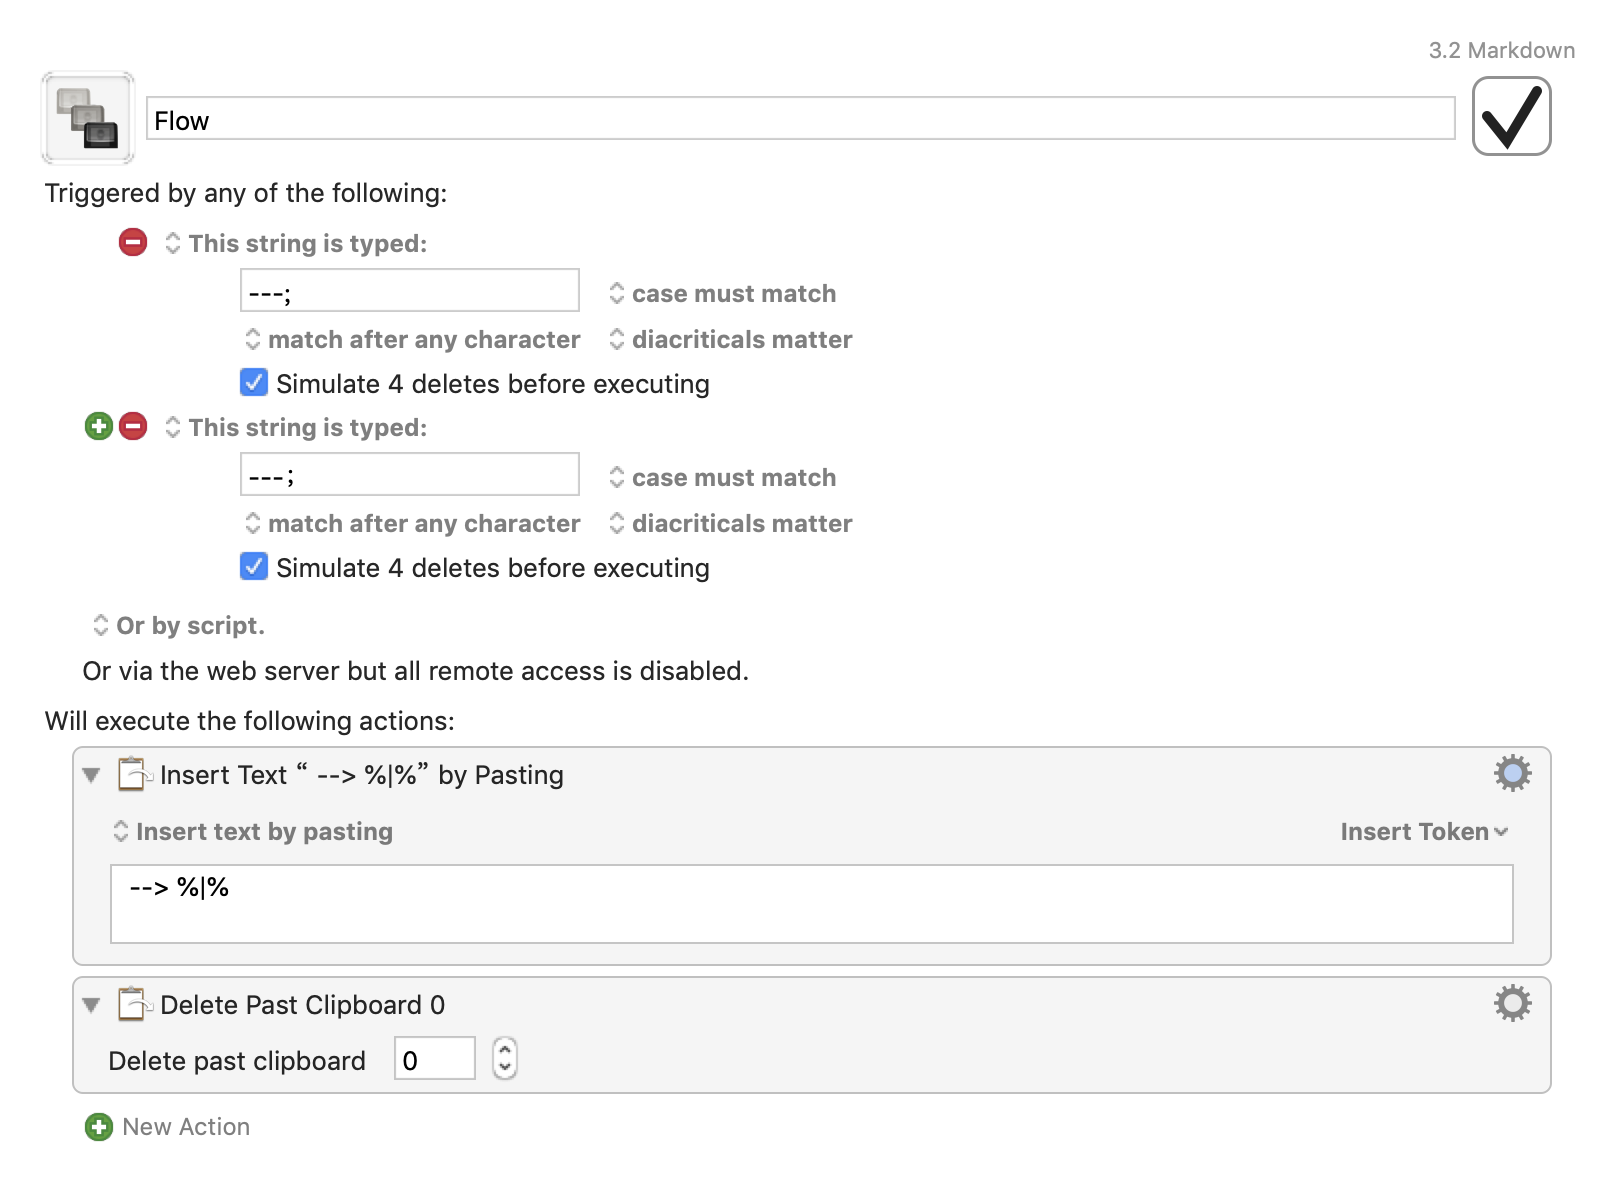 3.2 Markdown
Flow
Triggered by any of the following:
This string is typed:
---;
case must match
match after any character
diacriticals matter
Simulate 4 deletes before executing
This string is typed:
---；
case must match
match after any character
diacriticals matter
Simulate 4 deletes before executing
Or by script.
Or via the web server but all remote access is disabled.
Will execute the following actions:
Insert Text “ --> %|%” by Pasting
Insert text by pasting
Insert Token
--> %|%
Delete Past Clipboard 0
Delete past clipboard
0
New Action